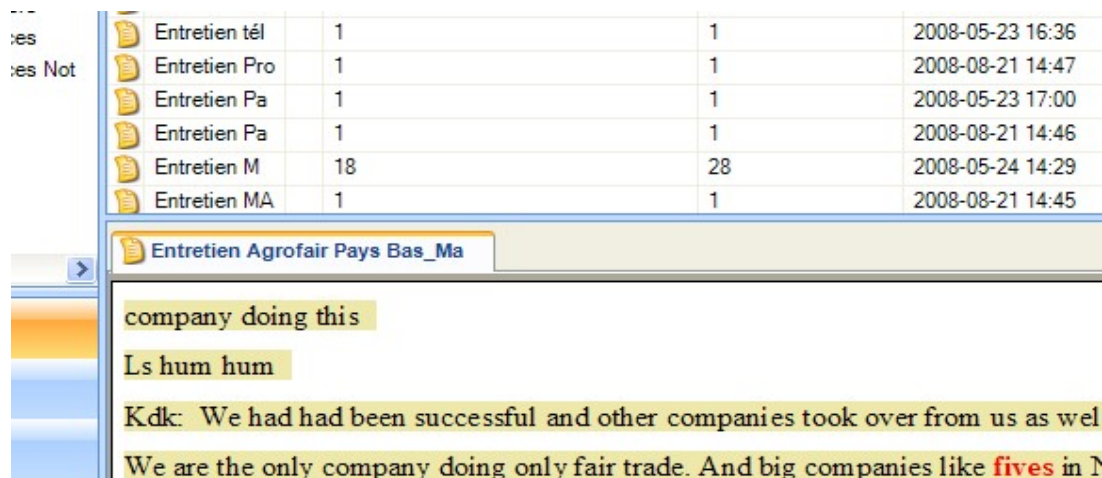 ces
Entretien tél 1 1 2008-05-23 16:36
ces Not
Entretien Pro 1 1 2008-08-21 14:47
Entretien Pa 1 1 2008-05-23 17:00
Entretien Pa 1 1 2008-08-21 14:46
Entretien M 18 28 2008-05-24 14:29
Entretien MA 1 1 2008-08-21 14:45
Entretien Agrofair Pays Bas_Ma
company doing this
Ls hum hum
Kdk: We had had been successful and other companies took over from us as wel
We are the only company doing only fair trade. And big companies like fives in N